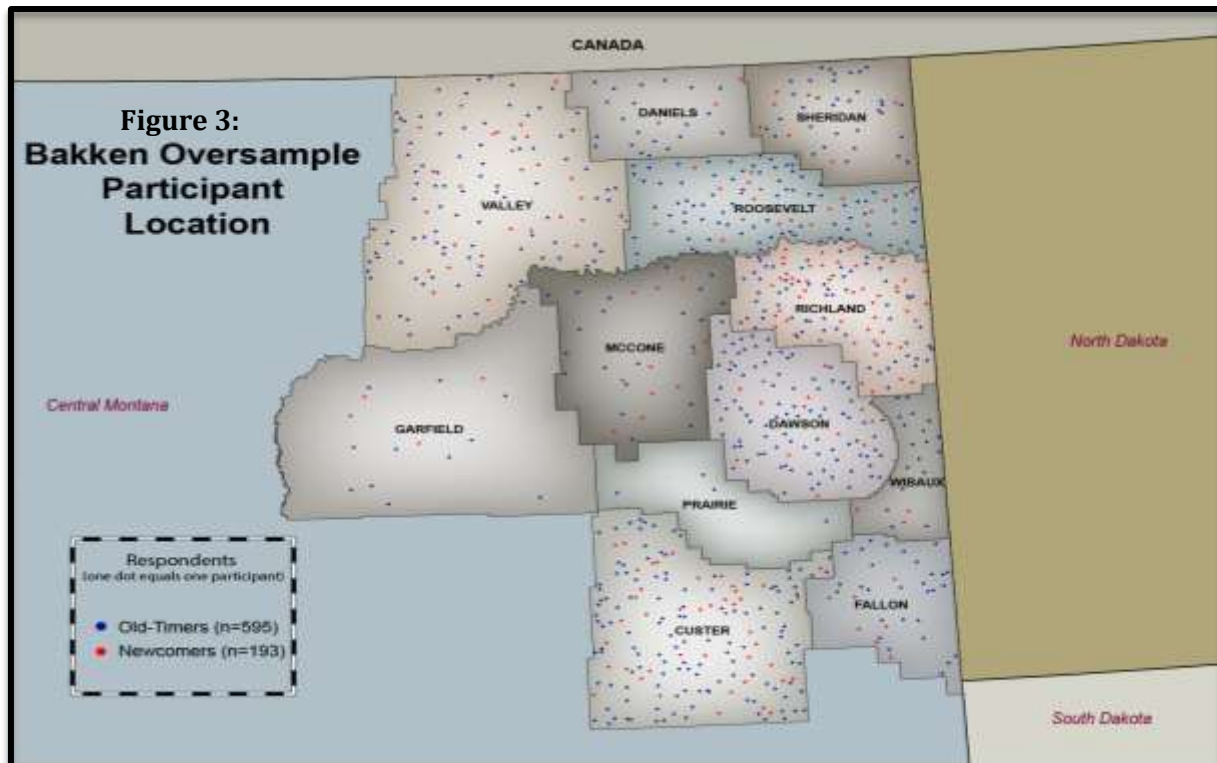 CANADA
Figure 3:
Bakken Oversample
Participant
Location
DANIELS
SHERIDAN
VALLEY
ROOSEVELT
RICHLAND
MCCONE
North Dakota
Central Montana
GARFIELD
DAWSON
WIBAUX
PRAIRIE
Respondents
(one dot equals one participant)
Old-Timers (n=595)
Newcomers (n=193)
FALLON
CUSTER
South Dakota